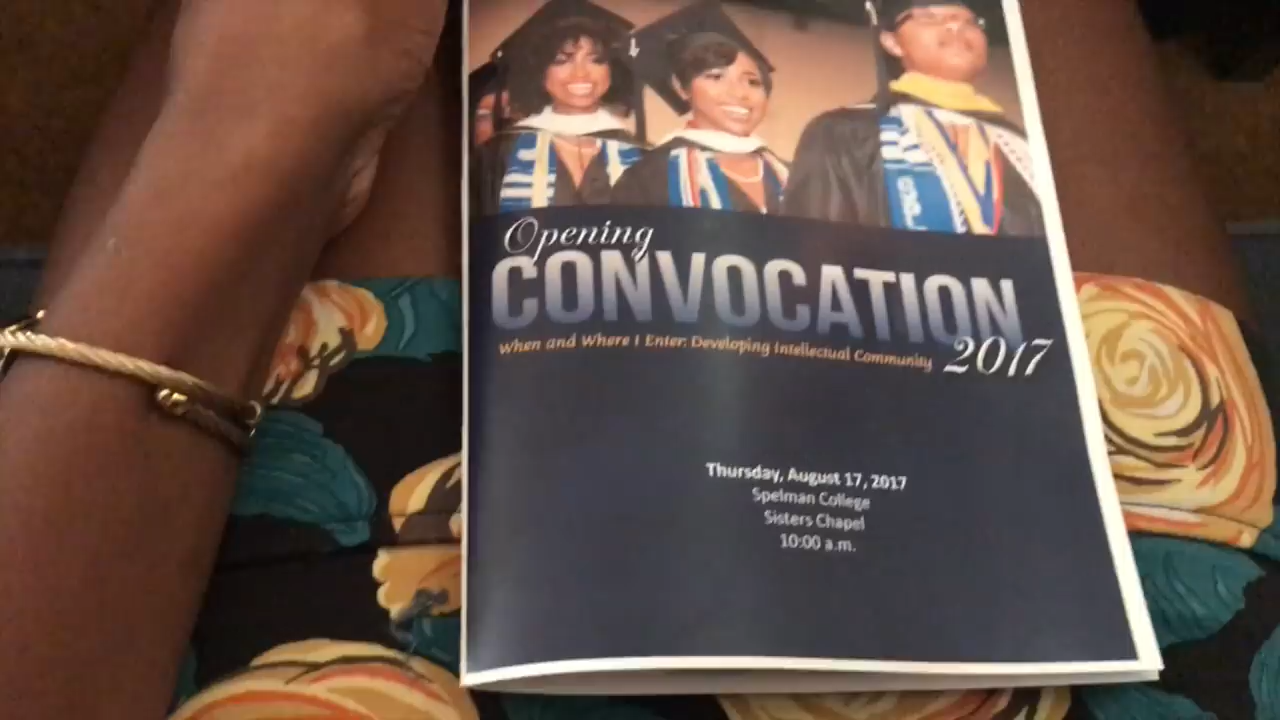 Opening
CONVOCATION
When and Where I Enter: Developing Intellectual Community 2017
Thursday, August 17, 2017
Spelman College
Sisters Chapel
10:00 a.m.